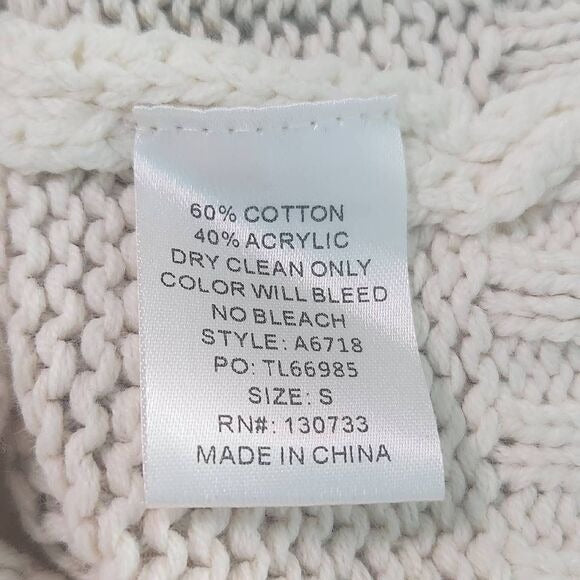 60% COTTON
40% ACRYLIC
DRY CLEAN ONLY
COLOR WILL BLEED
NO BLEACH
STYLE: A6718
PO: TL66985
SIZE: S
RN#: 130733
MADE IN CHINA